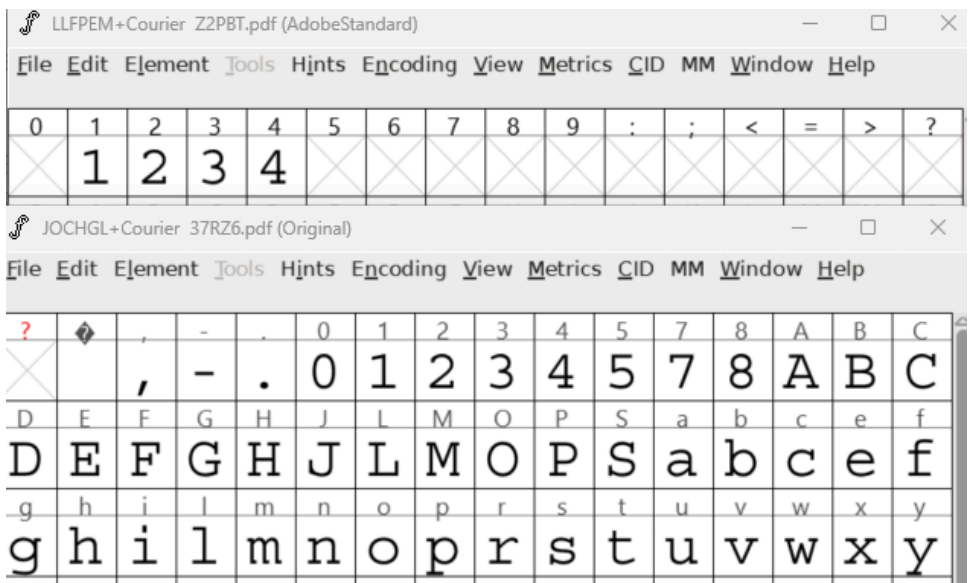 LLFPEM+Courier Z2PBT.pdf (AdobeStandard)
File Edit Element Tools Hints Encoding View Metrics CID MM Window Help
0 1 2 3 4 5 6 7 8 9 : ; < = > ?
1 2 3 4
JOCHGL+Courier 37RZ6.pdf (Original)
File Edit Element Tools Hints Encoding View Metrics CID MM Window Help
? � , - . 0 1 2 3 4 5 7 8 A B C
, - . 0 1 2 3 4 5 7 8 A B C
D E F G H J L M O P S a b c e f
D E F G H J L M O P S a b c e f
g h i l m n o p r s t u v w x y
g h i l m n o p r s t u v w x y